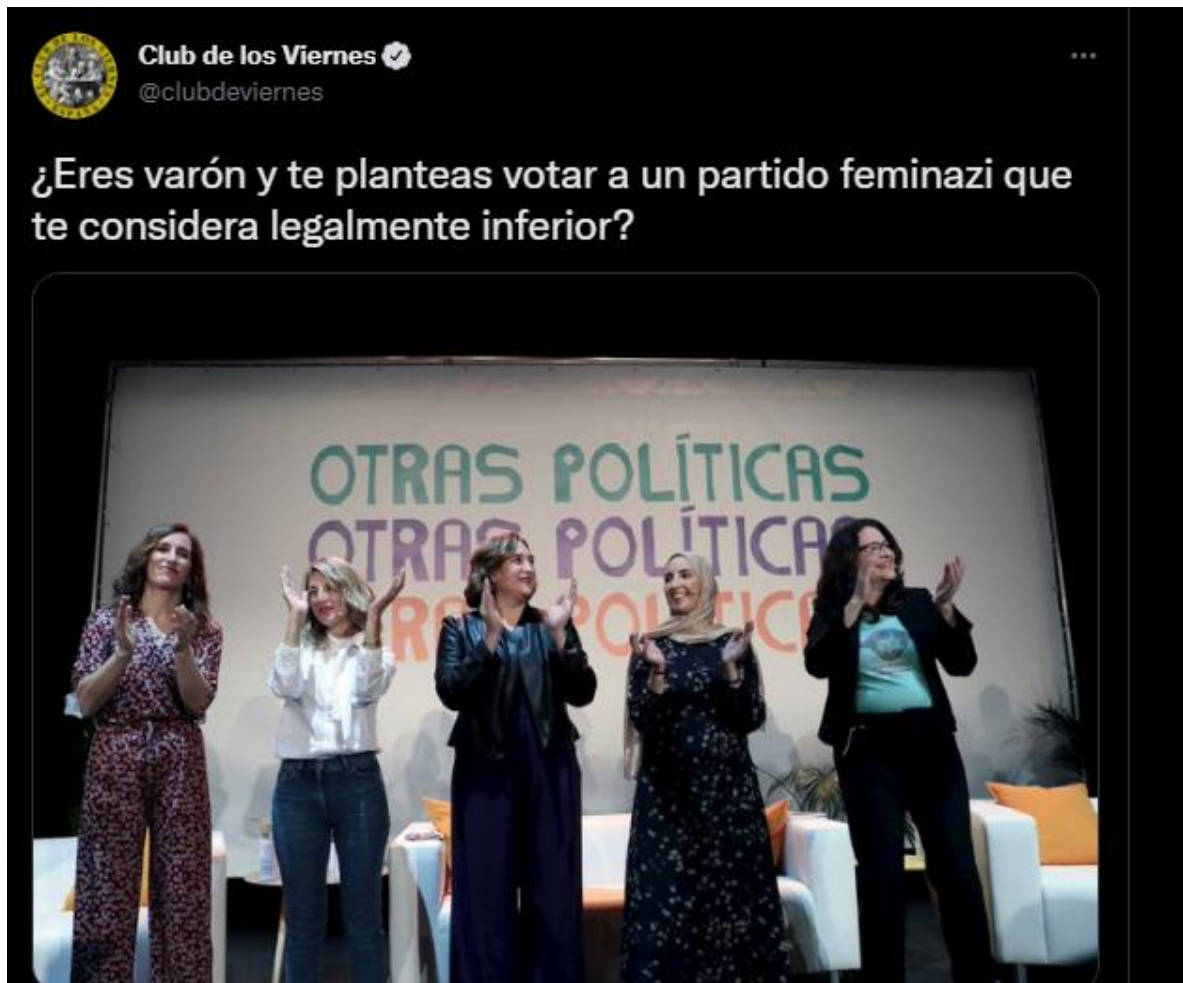 Club de los Viernes
@clubdeviernes
¿Eres varón y te planteas votar a un partido feminazi que
te considera legalmente inferior?
OTRAS POLÍTICAS
OTRAS POLÍTICAS